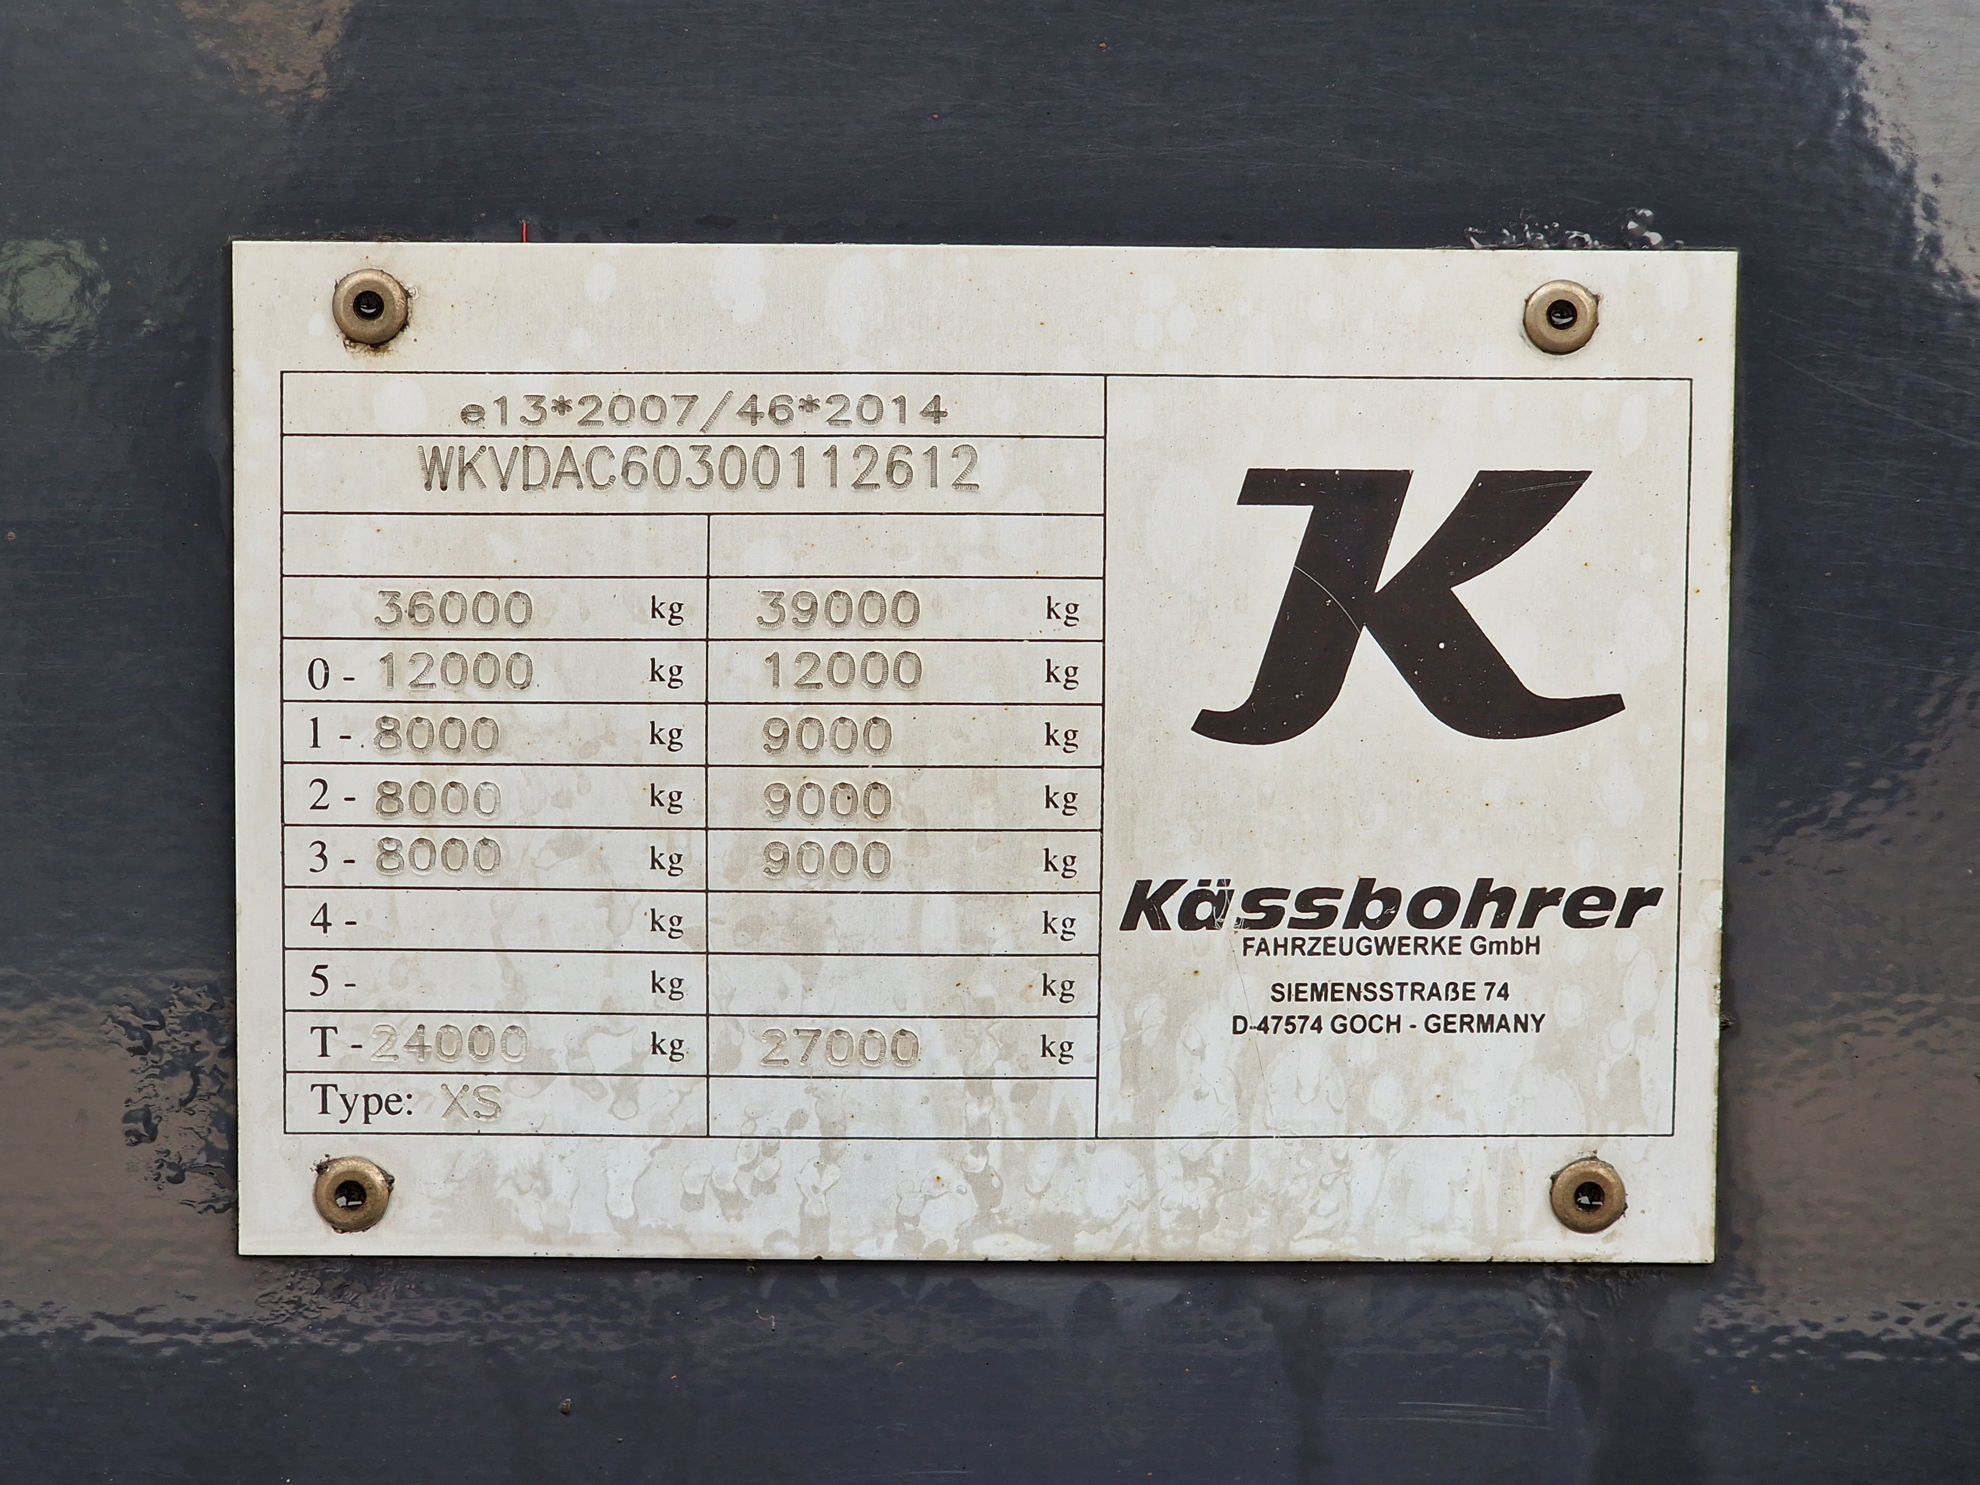 e13*2007/46*2014
WKVDAC60300112612
36000 kg 39000 kg
0 - 12000 kg 12000 kg
1 - 8000 kg 9000 kg
2 - 8000 kg 9000 kg
3 - 8000 kg 9000 kg
4 - kg kg
5 - kg kg
T - 24000 kg 27000 kg
Type: XS
K
Kässbohrer
FAHRZEUGWERKE GmbH
SIEMENSSTRAßE 74
D-47574 GOCH - GERMANY